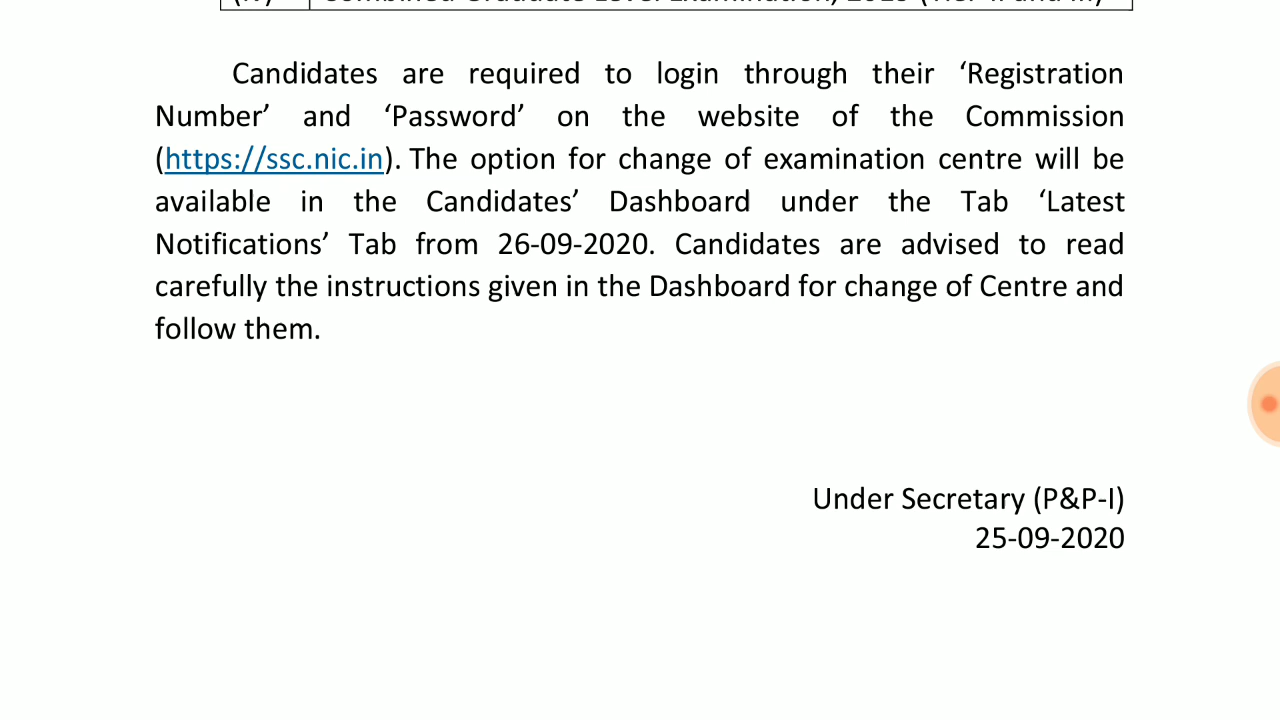 Candidates are required to login through their ‘Registration
Number’ and ‘Password’ on the website of the Commission
(https://ssc.nic.in). The option for change of examination centre will be
available in the Candidates’ Dashboard under the Tab ‘Latest
Notifications’ Tab from 26-09-2020. Candidates are advised to read
carefully the instructions given in the Dashboard for change of Centre and
follow them.
Under Secretary (P&P-I)
25-09-2020